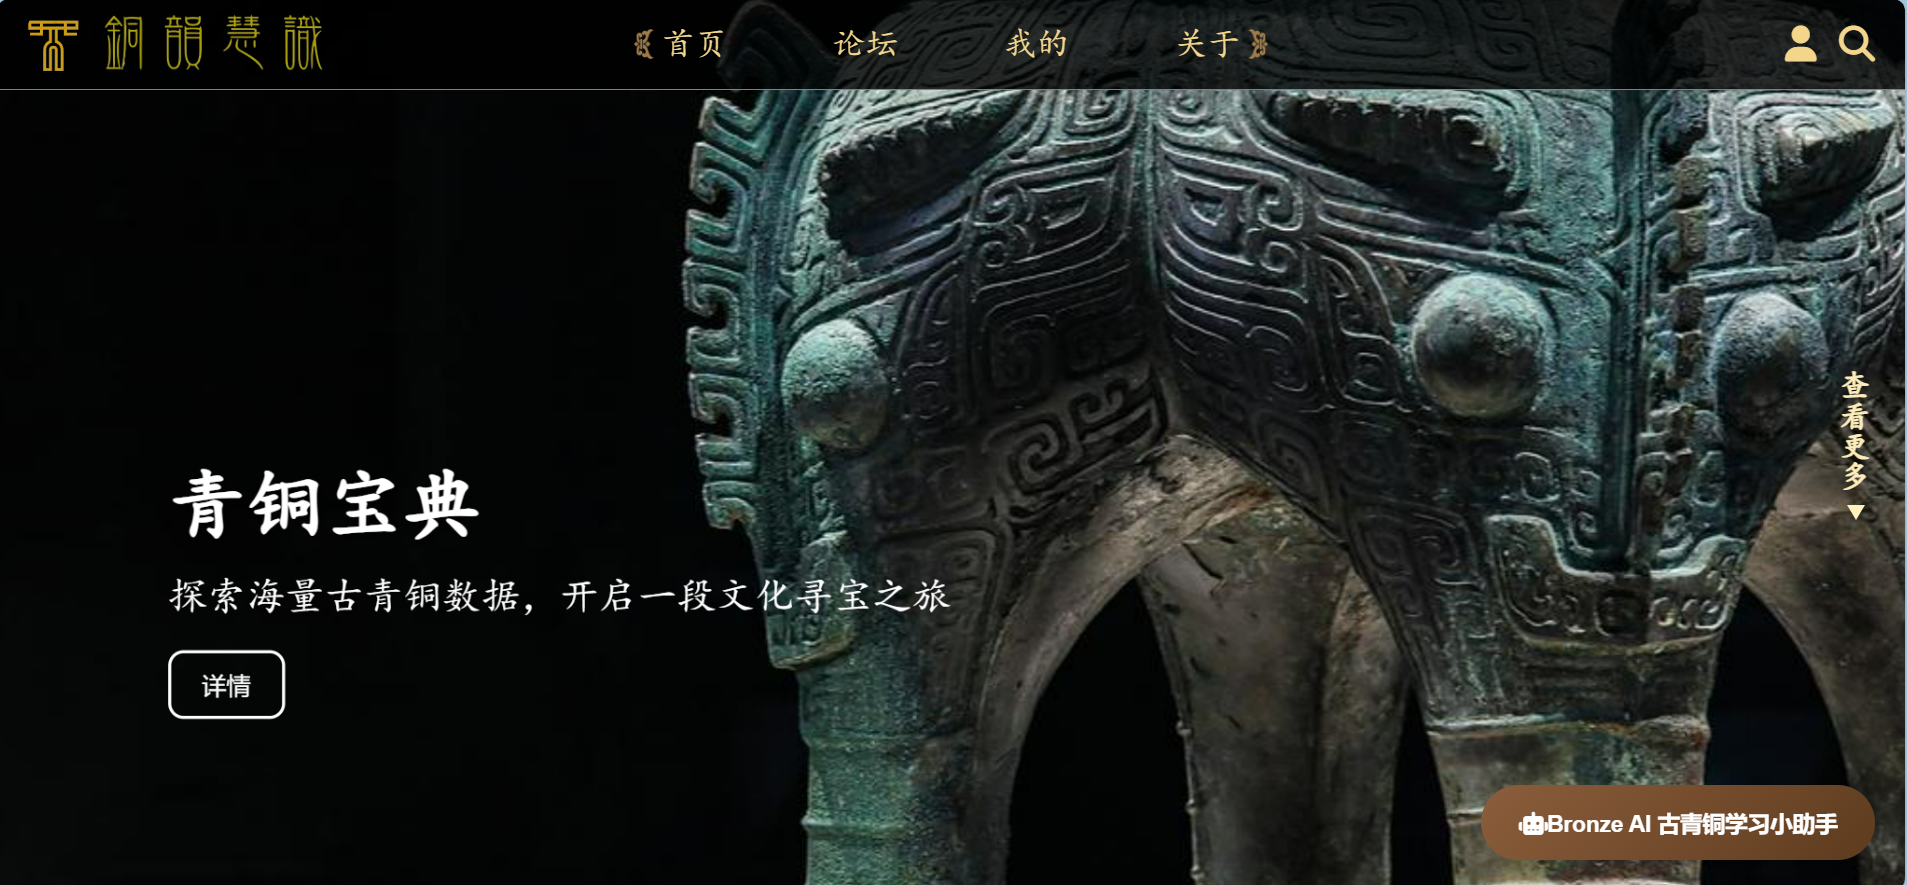 銅韻慧識
首页 论坛 我的 关于
查看更多
青铜宝典
探索海量古青铜数据，开启一段文化寻宝之旅
详情
Bronze AI 古青铜学习小助手